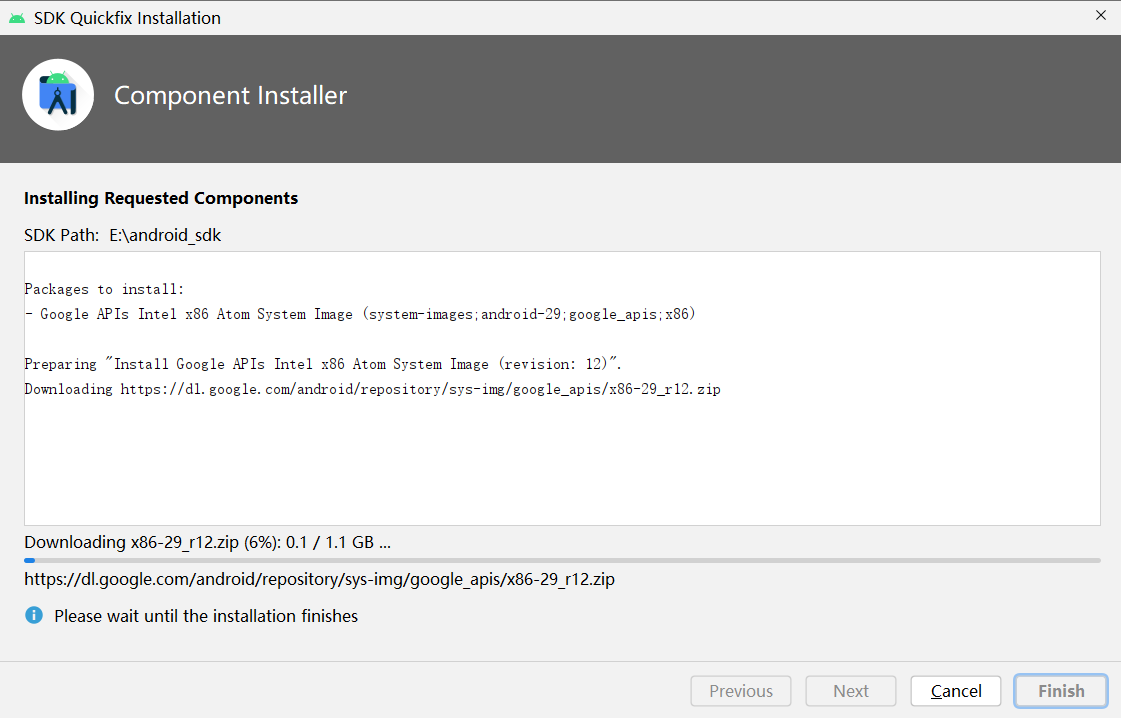 SDK Quickfix Installation
Component Installer
Installing Requested Components
SDK Path: E:\android_sdk
Packages to install:
- Google APIs Intel x86 Atom System Image (system-images;android-29;google_apis;x86)
Preparing "Install Google APIs Intel x86 Atom System Image (revision: 12)".
Downloading https://dl.google.com/android/repository/sys-img/google_apis/x86-29_r12.zip
Downloading x86-29_r12.zip (6%): 0.1 / 1.1 GB ...
https://dl.google.com/android/repository/sys-img/google_apis/x86-29_r12.zip
Please wait until the installation finishes
Previous Next Cancel Finish